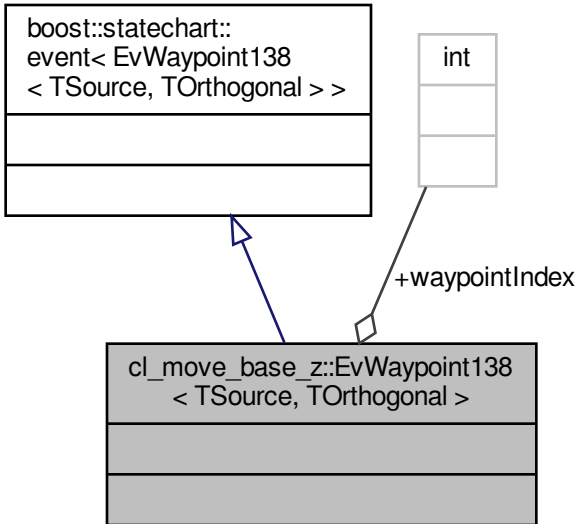 boost::statechart::
event< EvWaypoint138
< TSource, TOrthogonal > >
int
+waypointIndex
cl_move_base_z::EvWaypoint138
< TSource, TOrthogonal >